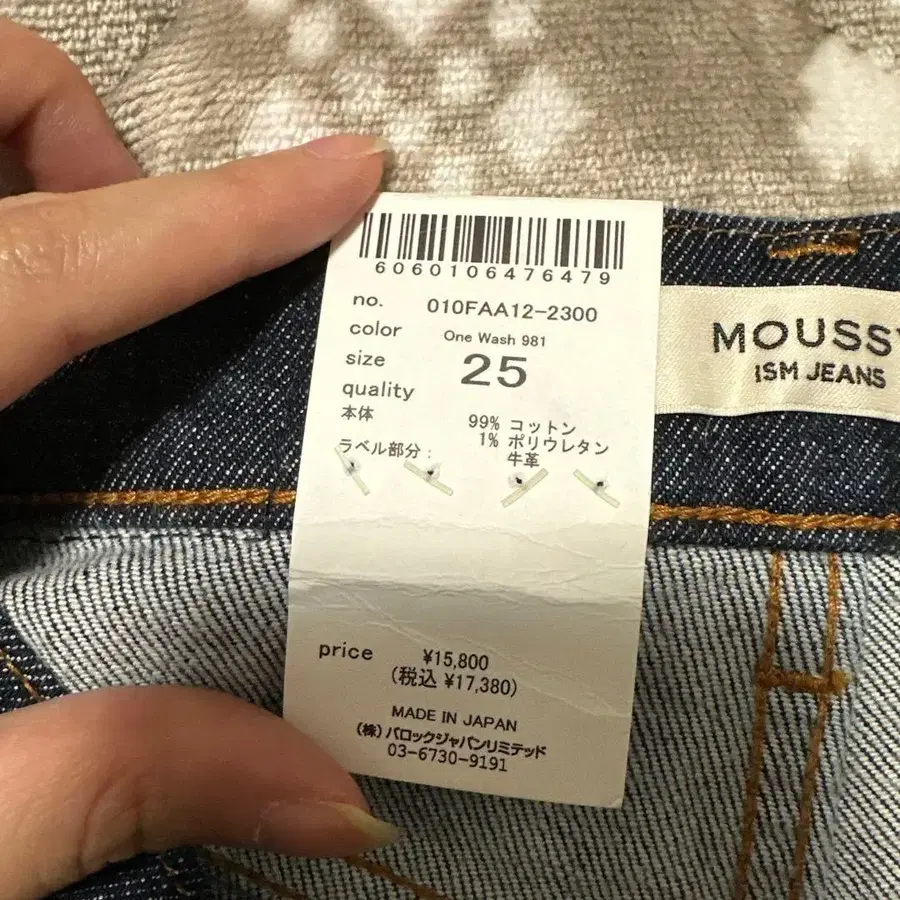 6060106476479
no. 010FAA12-2300
color One Wash 981
size 25
quality
本体 99% コットン
1% ポリウレタン
ラベル部分: 牛革
price ¥15,800
(税込 ¥17,380)
MADE IN JAPAN
(株)バロックジャパンリミテッド
03-6730-9191
MOUSSY
ISM JEANS